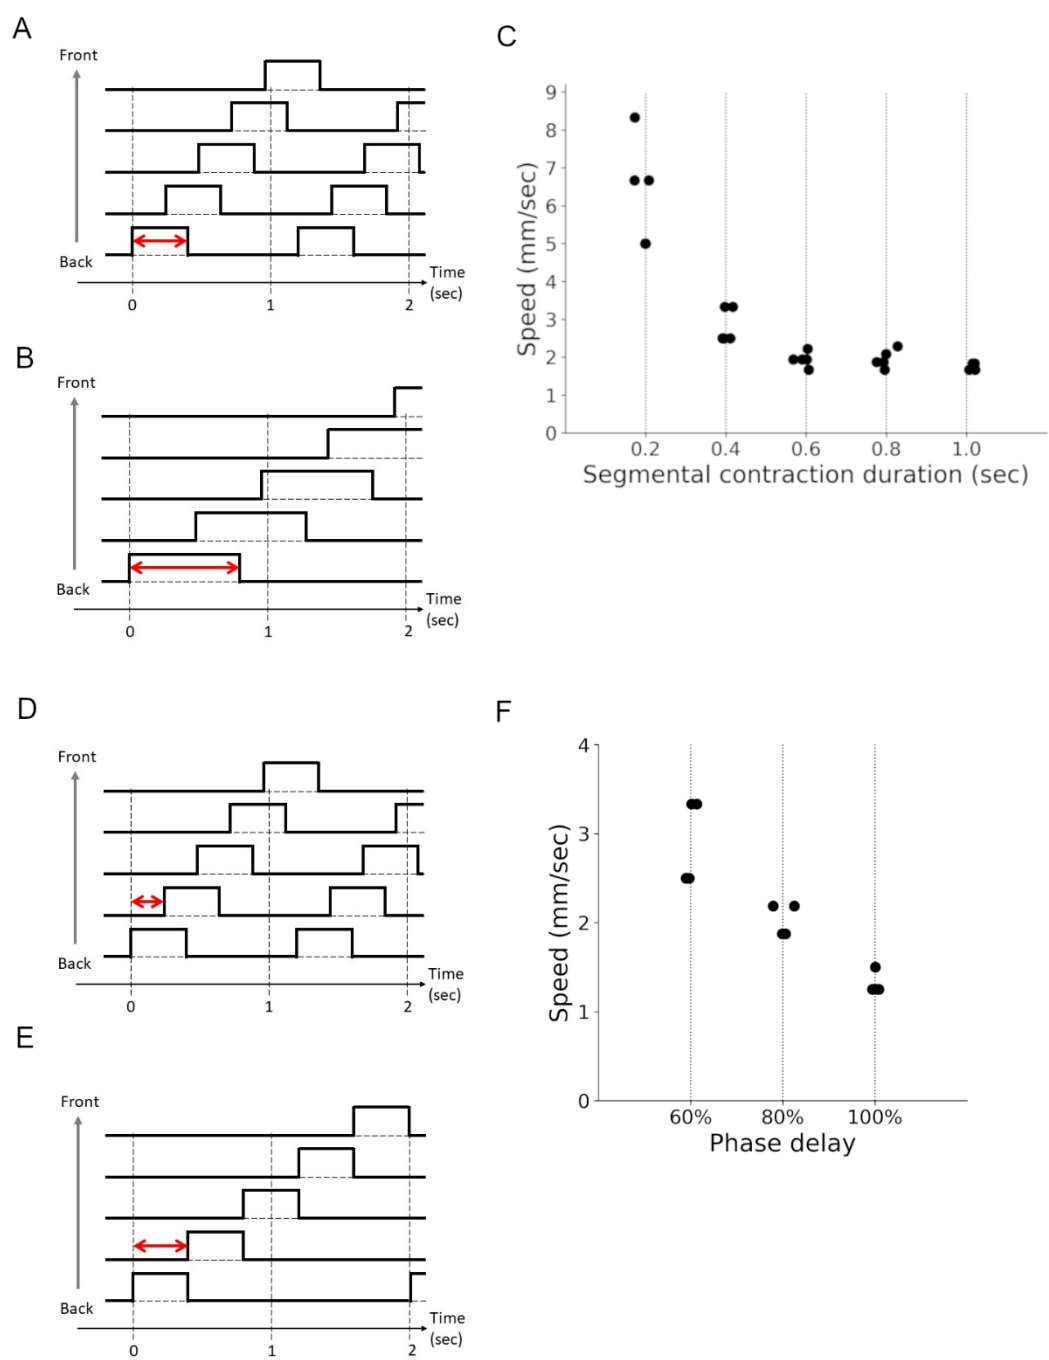 A
Front
Back
Time
(sec)
0
1
2
B
Front
Back
Time
(sec)
0
1
2
C
Speed (mm/sec)
9
8
7
6
5
4
3
2
1
0
0.2
0.4
0.6
0.8
1.0
Segmental contraction duration (sec)
D
Front
Back
Time
(sec)
0
1
2
E
Front
Back
Time
(sec)
0
1
2
F
Speed (mm/sec)
4
3
2
1
0
60%
80%
100%
Phase delay